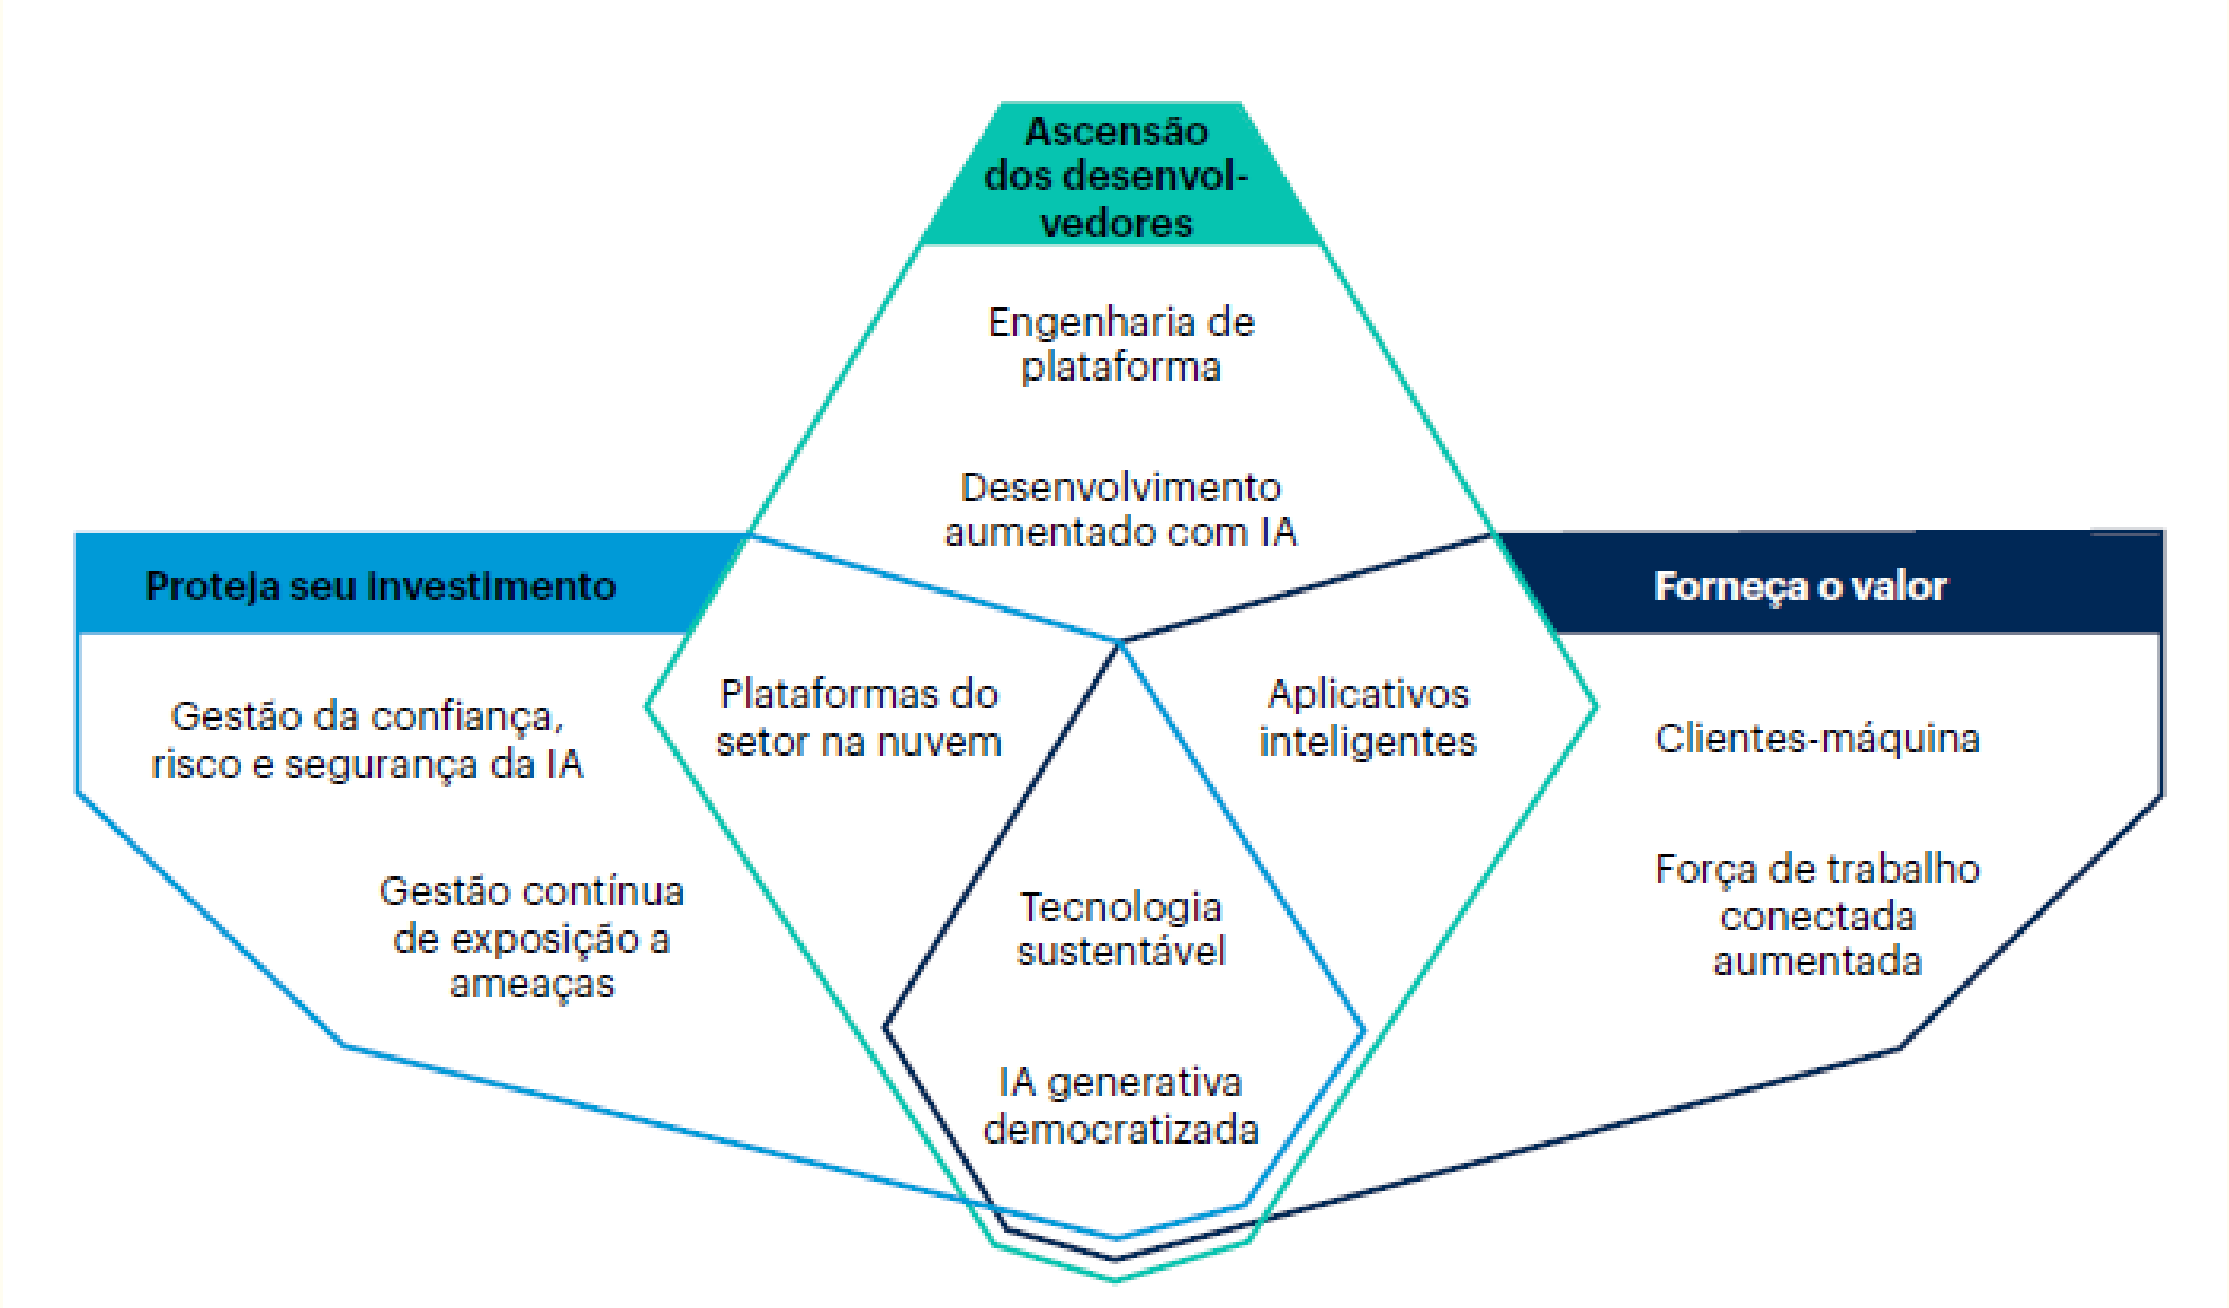 Ascensão
dos desenvol-
vedores
Engenharia de
plataforma
Desenvolvimento
aumentado com IA
Proteja seu investimento
Forneça o valor
Gestão da confiança,
risco e segurança da IA
Gestão contínua
de exposição a
ameaças
Plataformas do
setor na nuvem
Aplicativos
inteligentes
Tecnologia
sustentável
IA generativa
democratizada
Clientes-máquina
Força de trabalho
conectada
aumentada